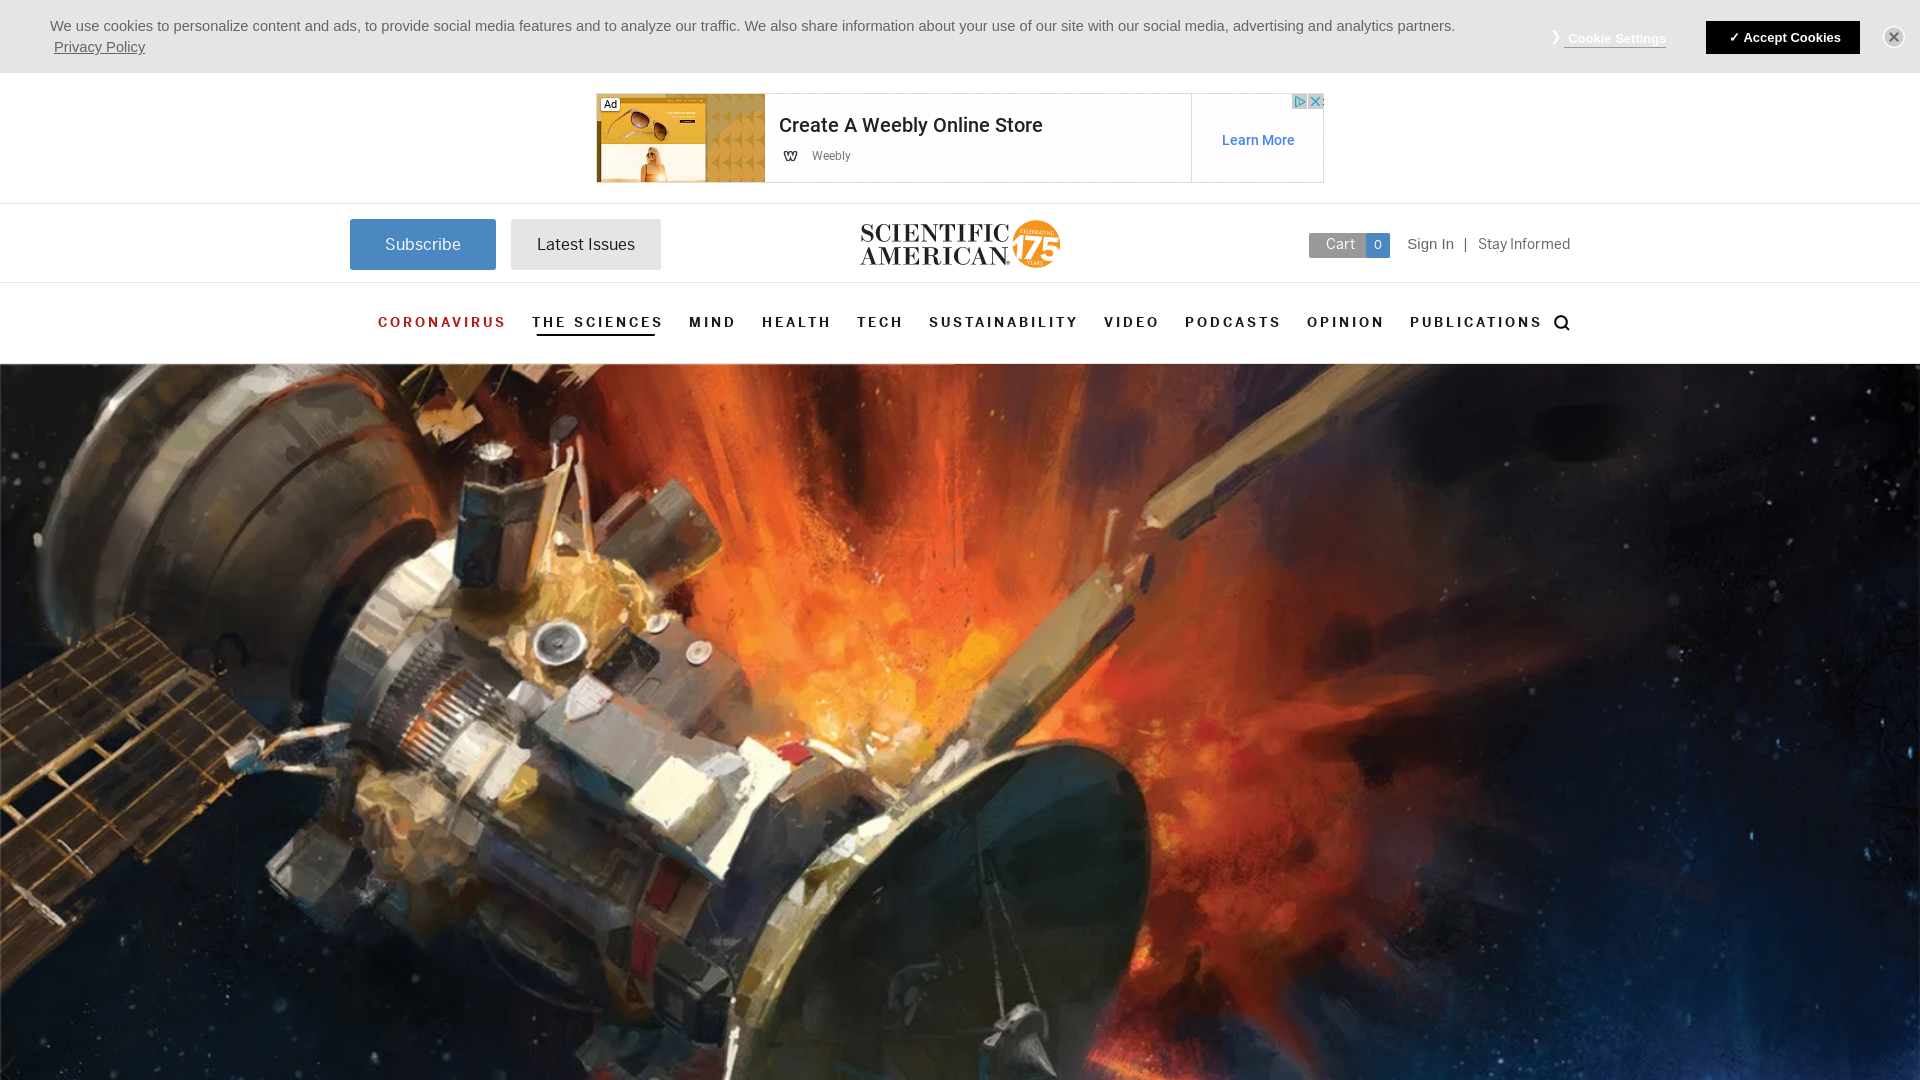 We use cookies to personalize content and ads, to provide social media features and to analyze our traffic. We also share information about your use of our site with our social media, advertising and analytics partners.
Privacy Policy
❯ Cookie Settings
✓ Accept Cookies
Ad
Create A Weebly Online Store
Weebly
Learn More
Subscribe
Latest Issues
SCIENTIFIC
AMERICAN
CELEBRATING
175
YEARS
Cart 0
Sign In | Stay Informed
CORONAVIRUS THE SCIENCES MIND HEALTH TECH SUSTAINABILITY VIDEO PODCASTS OPINION PUBLICATIONS